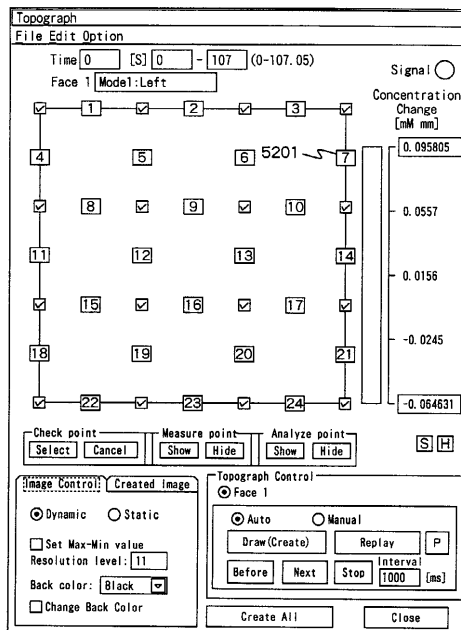 Topograph
File Edit Option
Time 0 [S] 0 - 107 (0-107.05)
Signal
Face 1 Model:Left
Concentration
Change
[mM mm]
1 2 3
0.095805
4 5 6 5201 7
8 9 10
0.0557
11 12 13 14
0.0156
15 16 17
-0.0245
18 19 20 21
22 23 24
-0.064631
Check point Measure point Analyze point
Select Cancel Show Hide Show Hide
S H
Image Control Created Image
Topograph Control
Face 1
Dynamic Static
Auto Manual
Set Max-Min value
Draw(Create) Replay P
Resolution level: 11
Interval
Before Next Stop 1000 [ms]
Back color: Black
Change Back Color
Create All Close